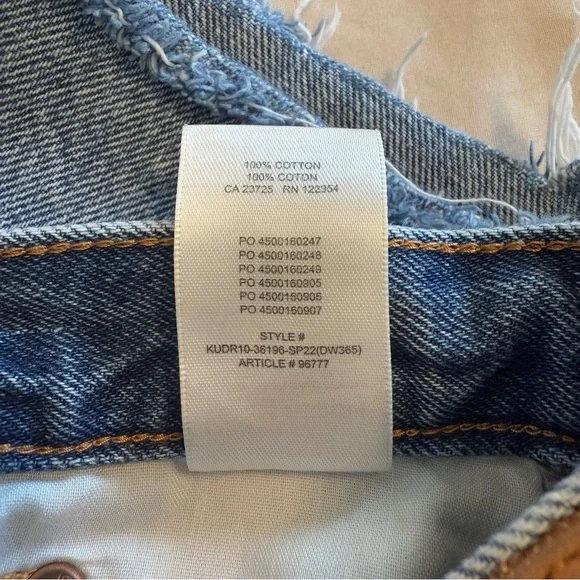 100% COTTON
100% COTON
CA 23725 RN 122354
PO 4500160247
PO 4500160248
PO 4500160249
PO 4500160905
PO 4500160906
PO 4500160907
STYLE #
KUDR10-36196-SP22(DW365)
ARTICLE # 96777